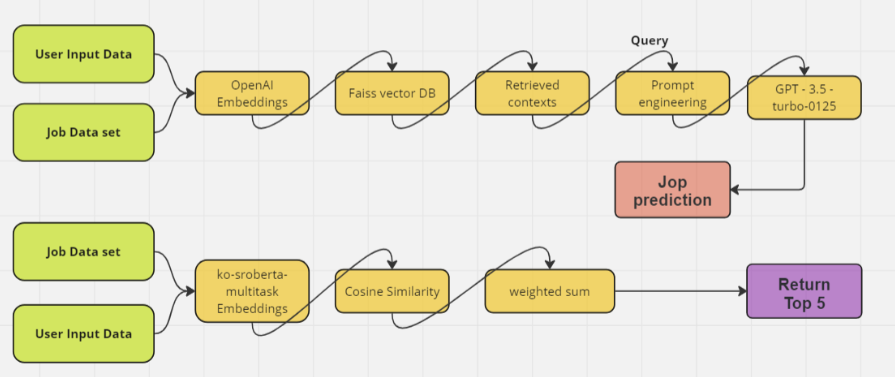 Query
User Input Data
Job Data set
OpenAI
Embeddings
Faiss vector DB
Retrieved
contexts
Prompt
engineering
GPT - 3.5 -
turbo-0125
Jop
prediction
Job Data set
User Input Data
ko-sroberta-
multitask
Embeddings
Cosine Similarity
weighted sum
Return
Top 5